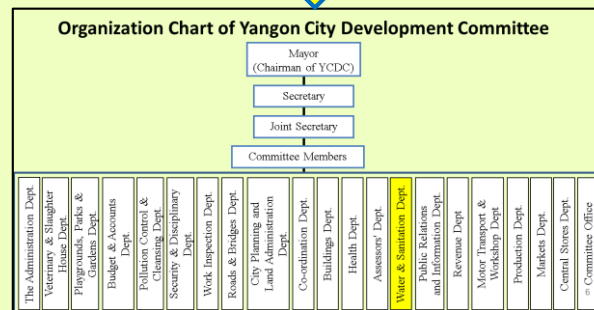 Organization Chart of Yangon City Development Committee
Mayor
(Chairman of YCDC)
Secretary
Joint Secretary
Committee Members
The Administration Dept.
Veterinary & Slaughter
House Dept.
Playgrounds, Parks &
Gardens Dept.
Budget & Accounts
Dept.
Pollution Control &
Cleansing Dept.
Security & Disciplinary
Dept.
Work Inspection Dept.
Roads & Bridges Dept.
City Planning and
Land Administration
Dept.
Co-ordination Dept.
Buildings Dept.
Health Dept.
Assessors' Dept.
Water & Sanitation Dept.
Public Relations
and Information Dept.
Revenue Dept
Motor Transport &
Workshop Dept.
Production Dept.
Markets Dept.
Central Stores Dept.
Committee Office
6